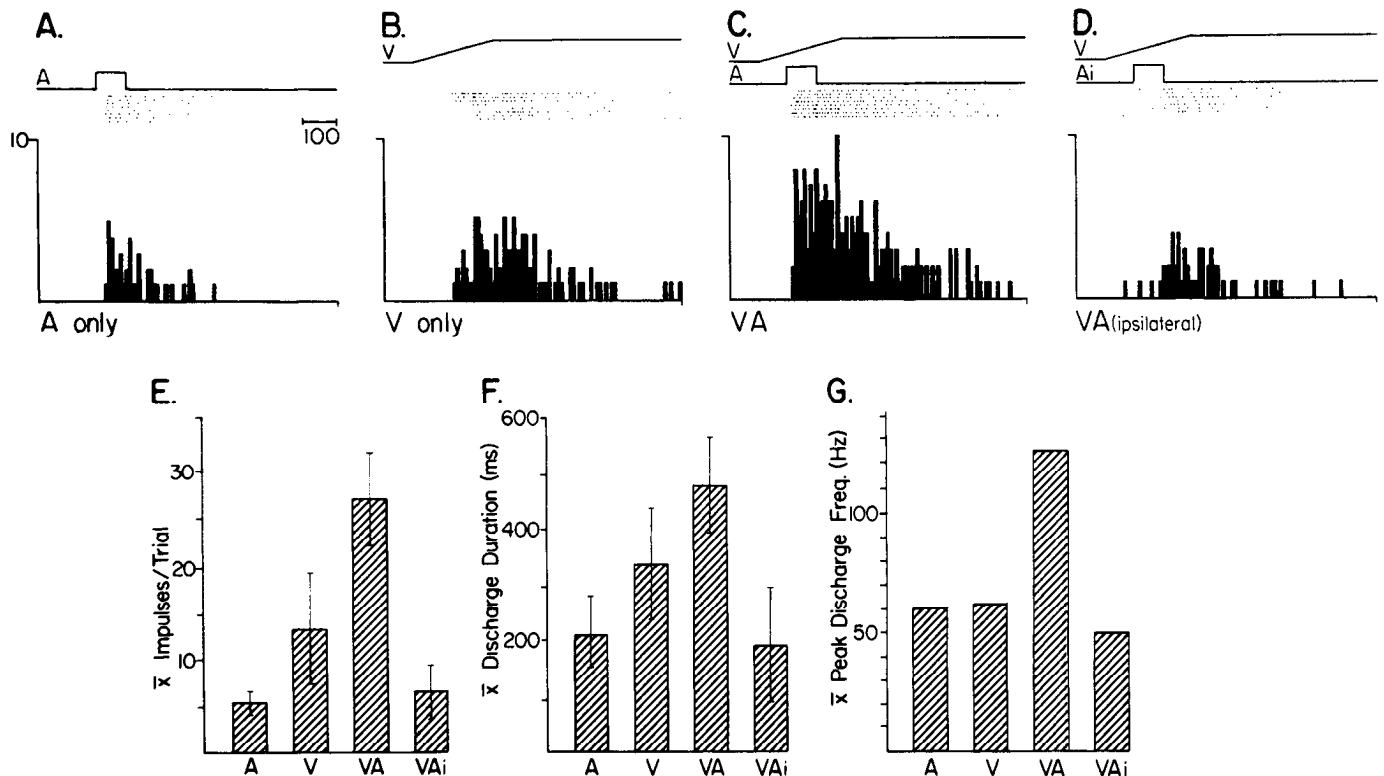 A.
A
100
10
A only
B.
V
V only
C.
V
A
VA
D.
V
Ai
VA (ipsilateral)
E.
x̄ Impulses/Trial
30
20
10
A V VA VAi
F.
x̄ Discharge Duration (ms)
600
400
200
A V VA VAi
G.
x̄ Peak Discharge Freq. (Hz)
100
50
A V VA VAi